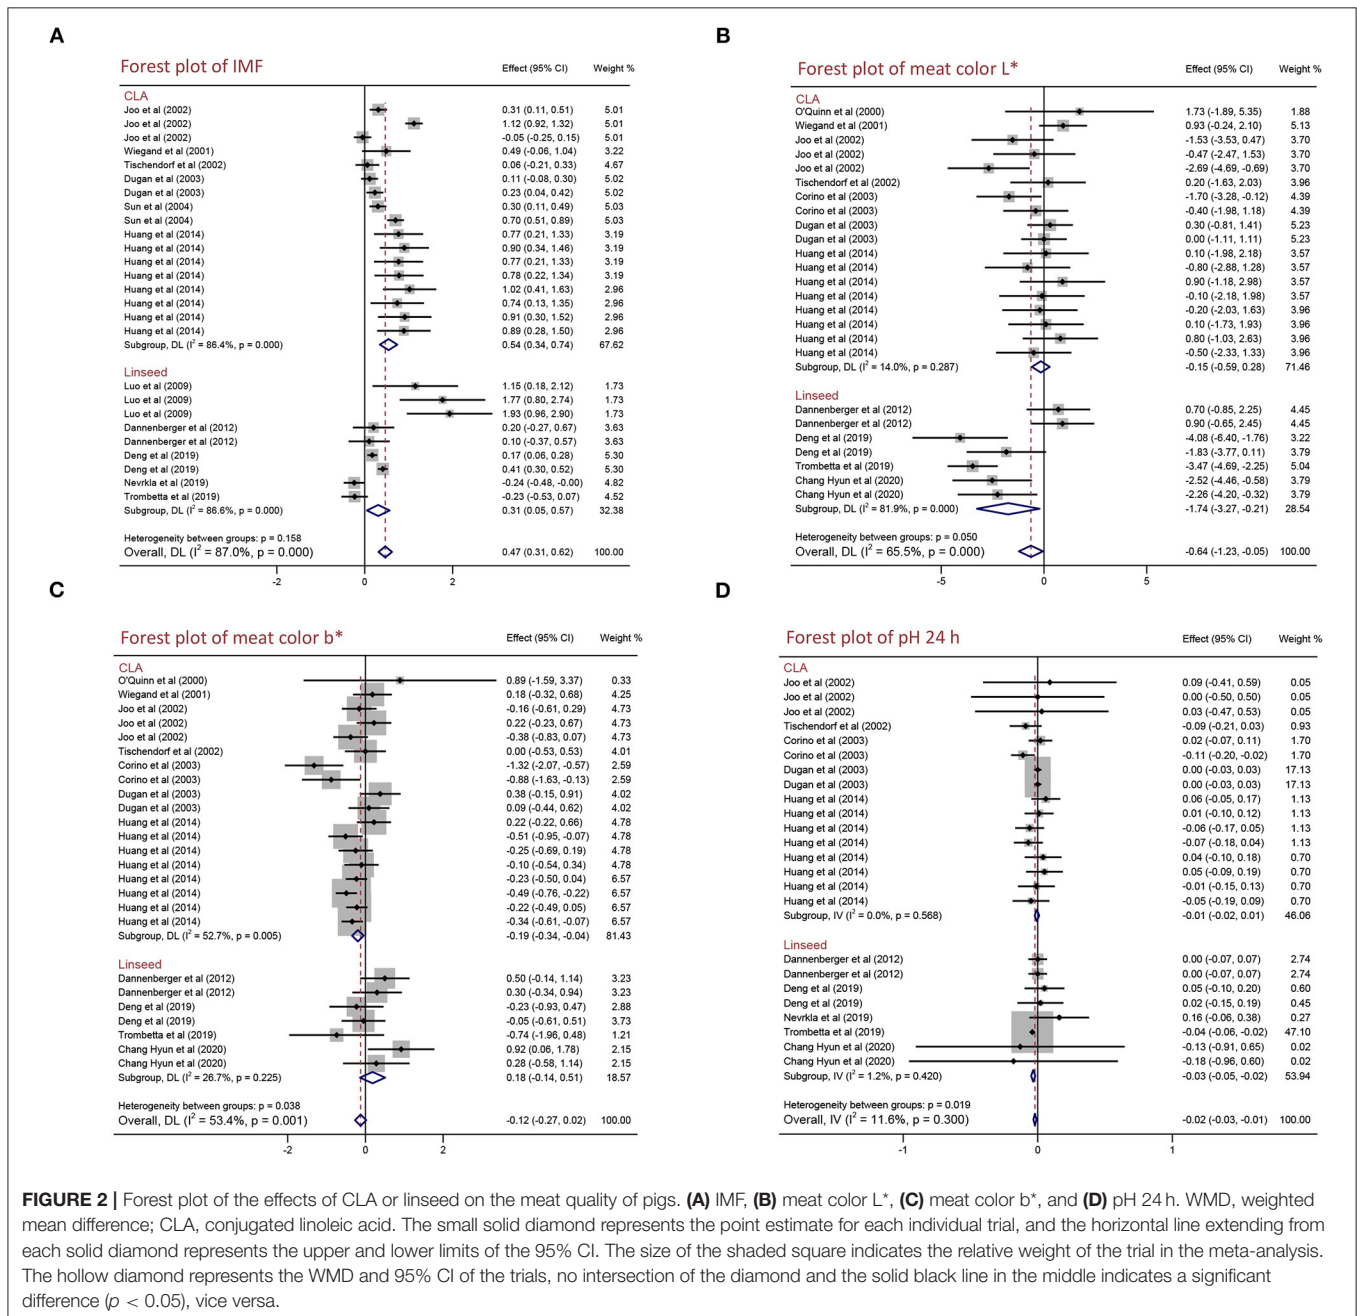 A
Forest plot of IMF
Effect (95% CI) Weight %
CLA
Joo et al (2002) 0.31 (0.11, 0.51) 5.01
Joo et al (2002) 1.12 (0.92, 1.32) 5.01
Joo et al (2002) -0.05 (-0.25, 0.15) 5.01
Wiegand et al (2001) 0.49 (-0.06, 1.04) 3.22
Tischendorf et al (2002) 0.06 (-0.21, 0.33) 4.67
Dugan et al (2003) 0.11 (-0.08, 0.30) 5.02
Dugan et al (2003) 0.23 (0.04, 0.42) 5.02
Sun et al (2004) 0.30 (0.11, 0.49) 5.03
Sun et al (2004) 0.70 (0.51, 0.89) 5.03
Huang et al (2014) 0.77 (0.21, 1.33) 3.19
Huang et al (2014) 0.90 (0.34, 1.46) 3.19
Huang et al (2014) 0.77 (0.21, 1.33) 3.19
Huang et al (2014) 0.78 (0.22, 1.34) 3.19
Huang et al (2014) 1.02 (0.41, 1.63) 2.96
Huang et al (2014) 0.74 (0.13, 1.35) 2.96
Huang et al (2014) 0.91 (0.30, 1.52) 2.96
Huang et al (2014) 0.89 (0.28, 1.50) 2.96
Subgroup, DL (I² = 86.4%, p = 0.000) 0.54 (0.34, 0.74) 67.62
Linseed
Luo et al (2009) 1.15 (0.18, 2.12) 1.73
Luo et al (2009) 1.77 (0.80, 2.74) 1.73
Luo et al (2009) 1.93 (0.96, 2.90) 1.73
Dannenberger et al (2012) 0.20 (-0.27, 0.67) 3.63
Dannenberger et al (2012) 0.10 (-0.37, 0.57) 3.63
Deng et al (2019) 0.17 (0.06, 0.28) 5.30
Deng et al (2019) 0.41 (0.30, 0.52) 5.30
Nevrkla et al (2019) -0.24 (-0.48, -0.00) 4.82
Trombetta et al (2019) -0.23 (-0.53, 0.07) 4.52
Subgroup, DL (I² = 86.6%, p = 0.000) 0.31 (0.05, 0.57) 32.38
Heterogeneity between groups: p = 0.158
Overall, DL (I² = 87.0%, p = 0.000) 0.47 (0.31, 0.62) 100.00
-2 0 2
B
Forest plot of meat color L*
Effect (95% CI) Weight %
CLA
O'Quinn et al (2000) 1.73 (-1.89, 5.35) 1.88
Wiegand et al (2001) 0.93 (-0.24, 2.10) 5.13
Joo et al (2002) -1.53 (-3.53, 0.47) 3.70
Joo et al (2002) -0.47 (-2.47, 1.53) 3.70
Joo et al (2002) -2.69 (-4.69, -0.69) 3.70
Tischendorf et al (2002) 0.20 (-1.63, 2.03) 3.96
Corino et al (2003) -1.70 (-3.28, -0.12) 4.39
Corino et al (2003) -0.40 (-1.98, 1.18) 4.39
Dugan et al (2003) 0.30 (-0.81, 1.41) 5.23
Dugan et al (2003) 0.00 (-1.11, 1.11) 5.23
Huang et al (2014) 0.10 (-1.98, 2.18) 3.57
Huang et al (2014) -0.80 (-2.88, 1.28) 3.57
Huang et al (2014) 0.90 (-1.18, 2.98) 3.57
Huang et al (2014) -0.10 (-2.18, 1.98) 3.57
Huang et al (2014) -0.20 (-2.03, 1.63) 3.96
Huang et al (2014) 0.10 (-1.73, 1.93) 3.96
Huang et al (2014) 0.80 (-1.03, 2.63) 3.96
Huang et al (2014) -0.50 (-2.33, 1.33) 3.96
Subgroup, DL (I² = 14.0%, p = 0.287) -0.15 (-0.59, 0.28) 71.46
Linseed
Dannenberger et al (2012) 0.70 (-0.85, 2.25) 4.45
Dannenberger et al (2012) 0.90 (-0.65, 2.45) 4.45
Deng et al (2019) -4.08 (-6.40, -1.76) 3.22
Deng et al (2019) -1.83 (-3.77, 0.11) 3.79
Trombetta et al (2019) -3.47 (-4.69, -2.25) 5.04
Chang Hyun et al (2020) -2.52 (-4.46, -0.58) 3.79
Chang Hyun et al (2020) -2.26 (-4.20, -0.32) 3.79
Subgroup, DL (I² = 81.9%, p = 0.000) -1.74 (-3.27, -0.21) 28.54
Heterogeneity between groups: p = 0.050
Overall, DL (I² = 65.5%, p = 0.000) -0.64 (-1.23, -0.05) 100.00
-5 0 5
C
Forest plot of meat color b*
Effect (95% CI) Weight %
CLA
O'Quinn et al (2000) 0.89 (-1.59, 3.37) 0.33
Wiegand et al (2001) 0.18 (-0.32, 0.68) 4.25
Joo et al (2002) -0.16 (-0.61, 0.29) 4.73
Joo et al (2002) 0.22 (-0.23, 0.67) 4.73
Joo et al (2002) -0.38 (-0.83, 0.07) 4.73
Tischendorf et al (2002) 0.00 (-0.53, 0.53) 4.01
Corino et al (2003) -1.32 (-2.07, -0.57) 2.59
Corino et al (2003) -0.88 (-1.63, -0.13) 2.59
Dugan et al (2003) 0.38 (-0.15, 0.91) 4.02
Dugan et al (2003) 0.09 (-0.44, 0.62) 4.02
Huang et al (2014) 0.22 (-0.22, 0.66) 4.78
Huang et al (2014) -0.51 (-0.95, -0.07) 4.78
Huang et al (2014) -0.25 (-0.69, 0.19) 4.78
Huang et al (2014) -0.10 (-0.54, 0.34) 4.78
Huang et al (2014) -0.23 (-0.50, 0.04) 6.57
Huang et al (2014) -0.49 (-0.76, -0.22) 6.57
Huang et al (2014) -0.22 (-0.49, 0.05) 6.57
Huang et al (2014) -0.34 (-0.61, -0.07) 6.57
Subgroup, DL (I² = 52.7%, p = 0.005) -0.19 (-0.34, -0.04) 81.43
Linseed
Dannenberger et al (2012) 0.50 (-0.14, 1.14) 3.23
Dannenberger et al (2012) 0.30 (-0.34, 0.94) 3.23
Deng et al (2019) -0.23 (-0.93, 0.47) 2.88
Deng et al (2019) -0.05 (-0.61, 0.51) 3.73
Trombetta et al (2019) -0.74 (-1.96, 0.48) 1.21
Chang Hyun et al (2020) 0.92 (0.06, 1.78) 2.15
Chang Hyun et al (2020) 0.28 (-0.58, 1.14) 2.15
Subgroup, DL (I² = 26.7%, p = 0.225) 0.18 (-0.14, 0.51) 18.57
Heterogeneity between groups: p = 0.038
Overall, DL (I² = 53.4%, p = 0.001) -0.12 (-0.27, 0.02) 100.00
-2 0 2
D
Forest plot of pH 24 h
Effect (95% CI) Weight %
CLA
Joo et al (2002) 0.09 (-0.41, 0.59) 0.05
Joo et al (2002) 0.00 (-0.50, 0.50) 0.05
Joo et al (2002) 0.03 (-0.47, 0.53) 0.05
Tischendorf et al (2002) -0.09 (-0.21, 0.03) 0.93
Corino et al (2003) 0.02 (-0.07, 0.11) 1.70
Corino et al (2003) -0.11 (-0.20, -0.02) 1.70
Dugan et al (2003) 0.00 (-0.03, 0.03) 17.13
Dugan et al (2003) 0.00 (-0.03, 0.03) 17.13
Huang et al (2014) 0.06 (-0.05, 0.17) 1.13
Huang et al (2014) 0.01 (-0.10, 0.12) 1.13
Huang et al (2014) -0.06 (-0.17, 0.05) 1.13
Huang et al (2014) -0.07 (-0.18, 0.04) 1.13
Huang et al (2014) 0.04 (-0.10, 0.18) 0.70
Huang et al (2014) 0.05 (-0.09, 0.19) 0.70
Huang et al (2014) -0.01 (-0.15, 0.13) 0.70
Huang et al (2014) -0.05 (-0.19, 0.09) 0.70
Subgroup, IV (I² = 0.0%, p = 0.568) -0.01 (-0.02, 0.01) 46.06
Linseed
Dannenberger et al (2012) 0.00 (-0.07, 0.07) 2.74
Dannenberger et al (2012) 0.00 (-0.07, 0.07) 2.74
Deng et al (2019) 0.05 (-0.10, 0.20) 0.60
Deng et al (2019) 0.02 (-0.15, 0.19) 0.45
Nevrkla et al (2019) 0.16 (-0.06, 0.38) 0.27
Trombetta et al (2019) -0.04 (-0.06, -0.02) 47.10
Chang Hyun et al (2020) -0.13 (-0.91, 0.65) 0.02
Chang Hyun et al (2020) -0.18 (-0.96, 0.60) 0.02
Subgroup, IV (I² = 1.2%, p = 0.420) -0.03 (-0.05, -0.02) 53.94
Heterogeneity between groups: p = 0.019
Overall, IV (I² = 11.6%, p = 0.300) -0.02 (-0.03, -0.01) 100.00
-1 0 1
FIGURE 2 | Forest plot of the effects of CLA or linseed on the meat quality of pigs. (A) IMF, (B) meat color L*, (C) meat color b*, and (D) pH 24 h. WMD, weighted
mean difference; CLA, conjugated linoleic acid. The small solid diamond represents the point estimate for each individual trial, and the horizontal line extending from
each solid diamond represents the upper and lower limits of the 95% CI. The size of the shaded square indicates the relative weight of the trial in the meta-analysis.
The hollow diamond represents the WMD and 95% CI of the trials, no intersection of the diamond and the solid black line in the middle indicates a significant
difference (p < 0.05), vice versa.